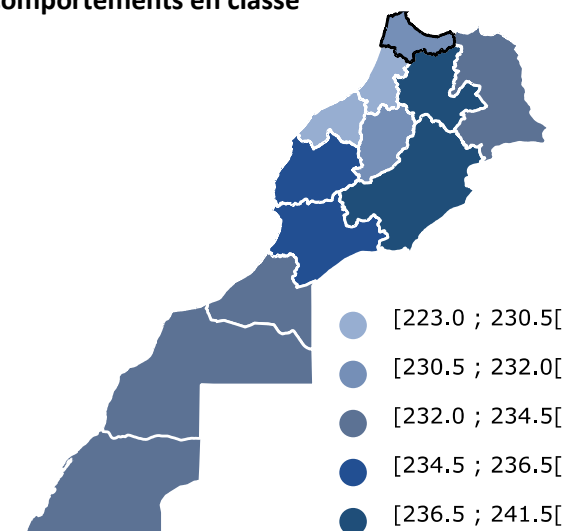 comportements en classe
[223.0 ; 230.5[
[230.5 ; 232.0[
[232.0 ; 234.5[
[234.5 ; 236.5[
[236.5 ; 241.5[